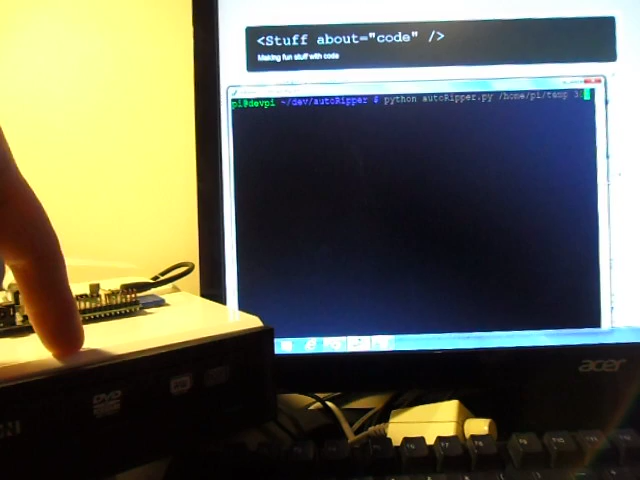 <Stuff about="code" />
Making fun stuff with code
pi@devpi ~/dev/autoRipper $ python autoRipper.py /home/pi/temp
acer
DVD